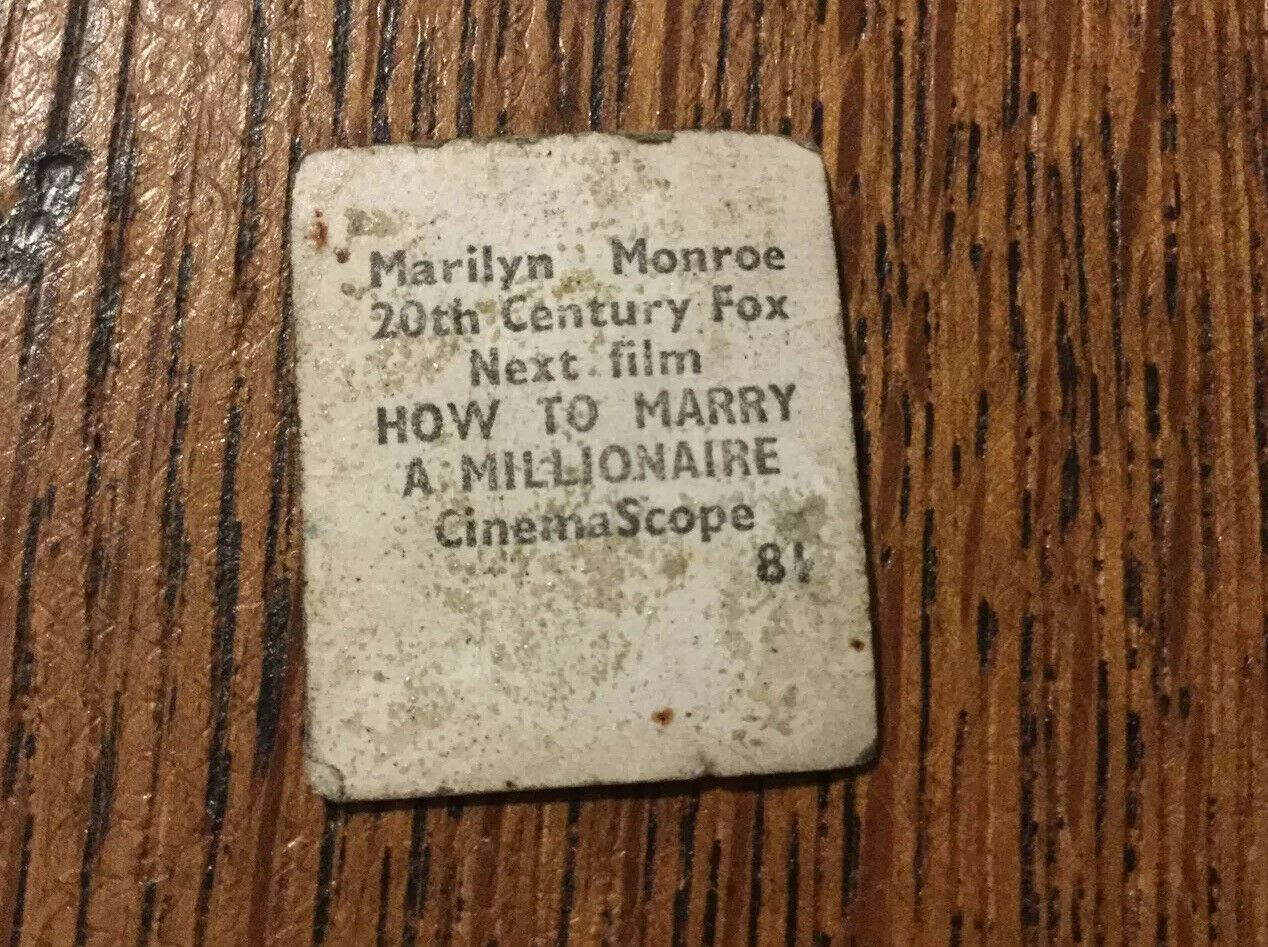 Marilyn Monroe
20th Century Fox
Next film
HOW TO MARRY
A MILLIONAIRE
CinemaScope
81